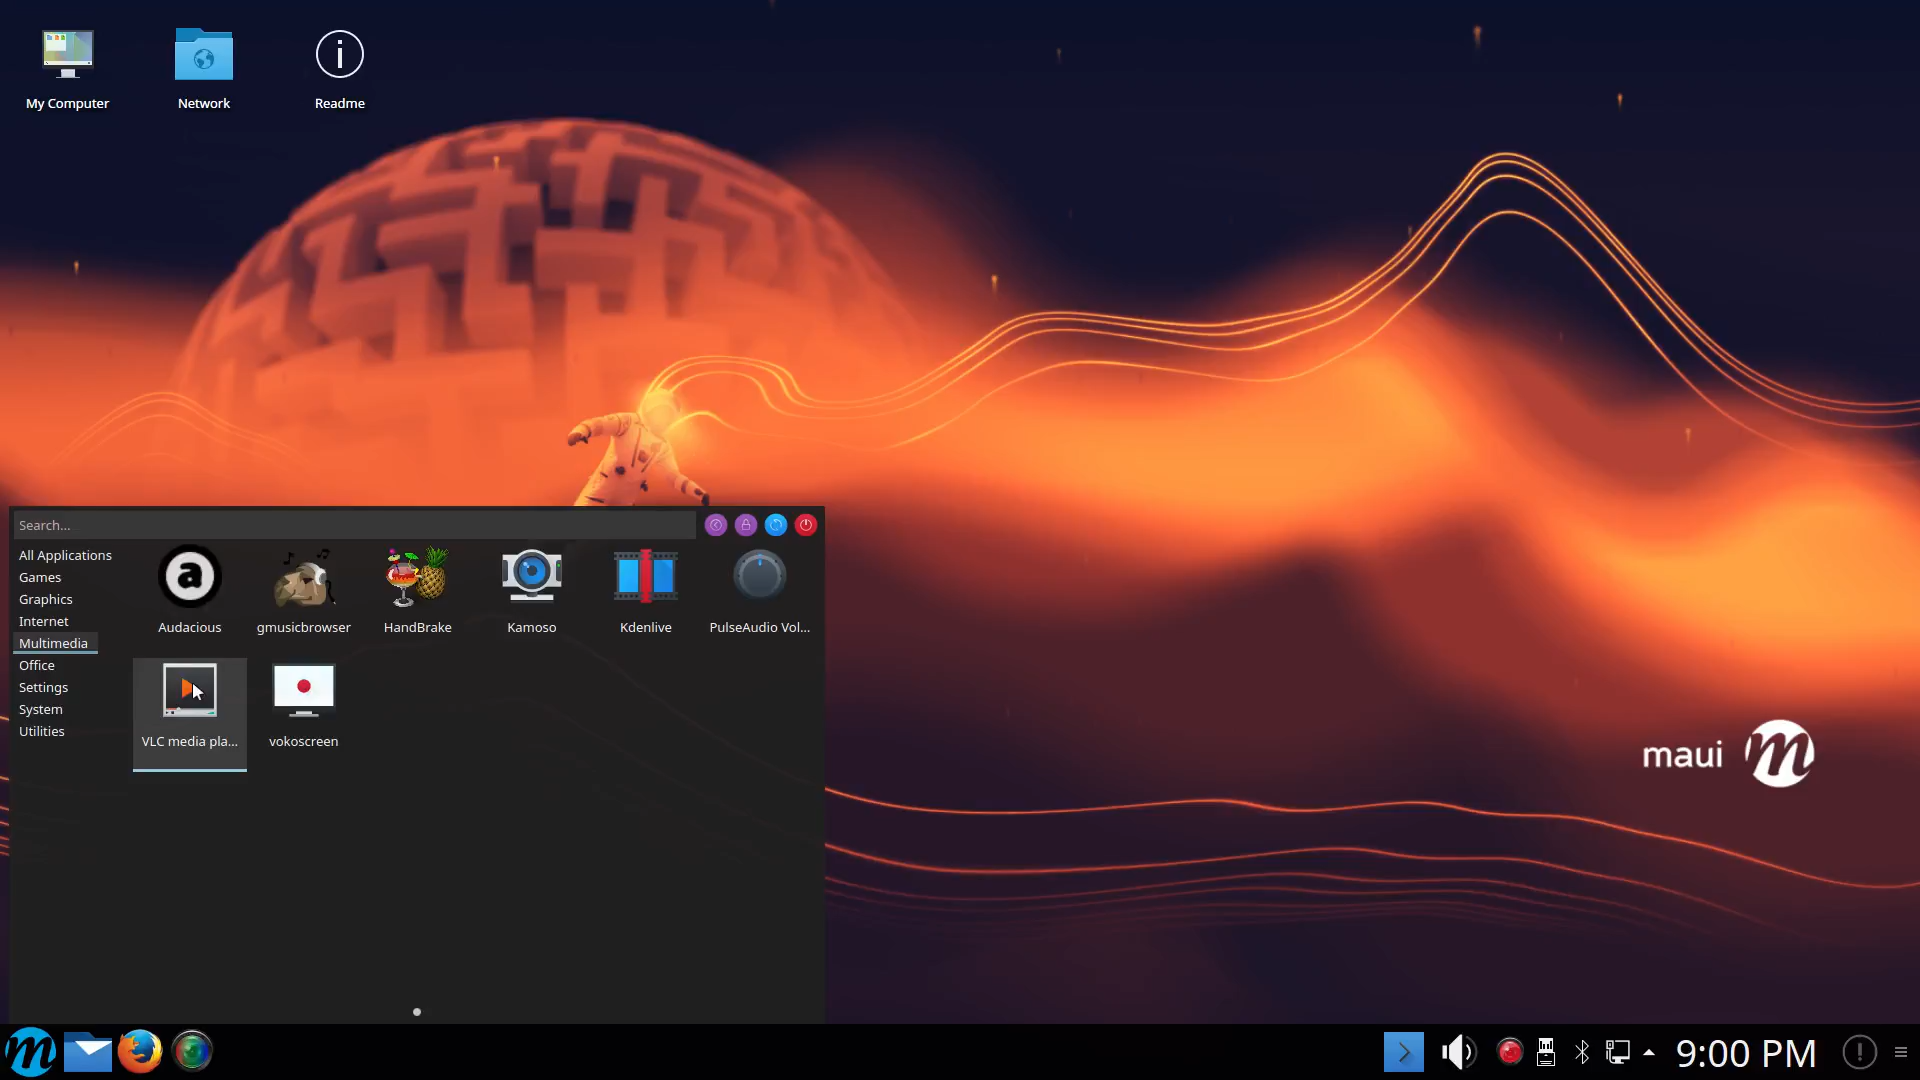 My Computer
Network
Readme
Search...
All Applications
Games
Graphics
Internet
Multimedia
Office
Settings
System
Utilities
Audacious
gmusicbrowser
HandBrake
Kamoso
Kdenlive
PulseAudio Vol...
VLC media pla...
vokoscreen
maui
9:00 PM